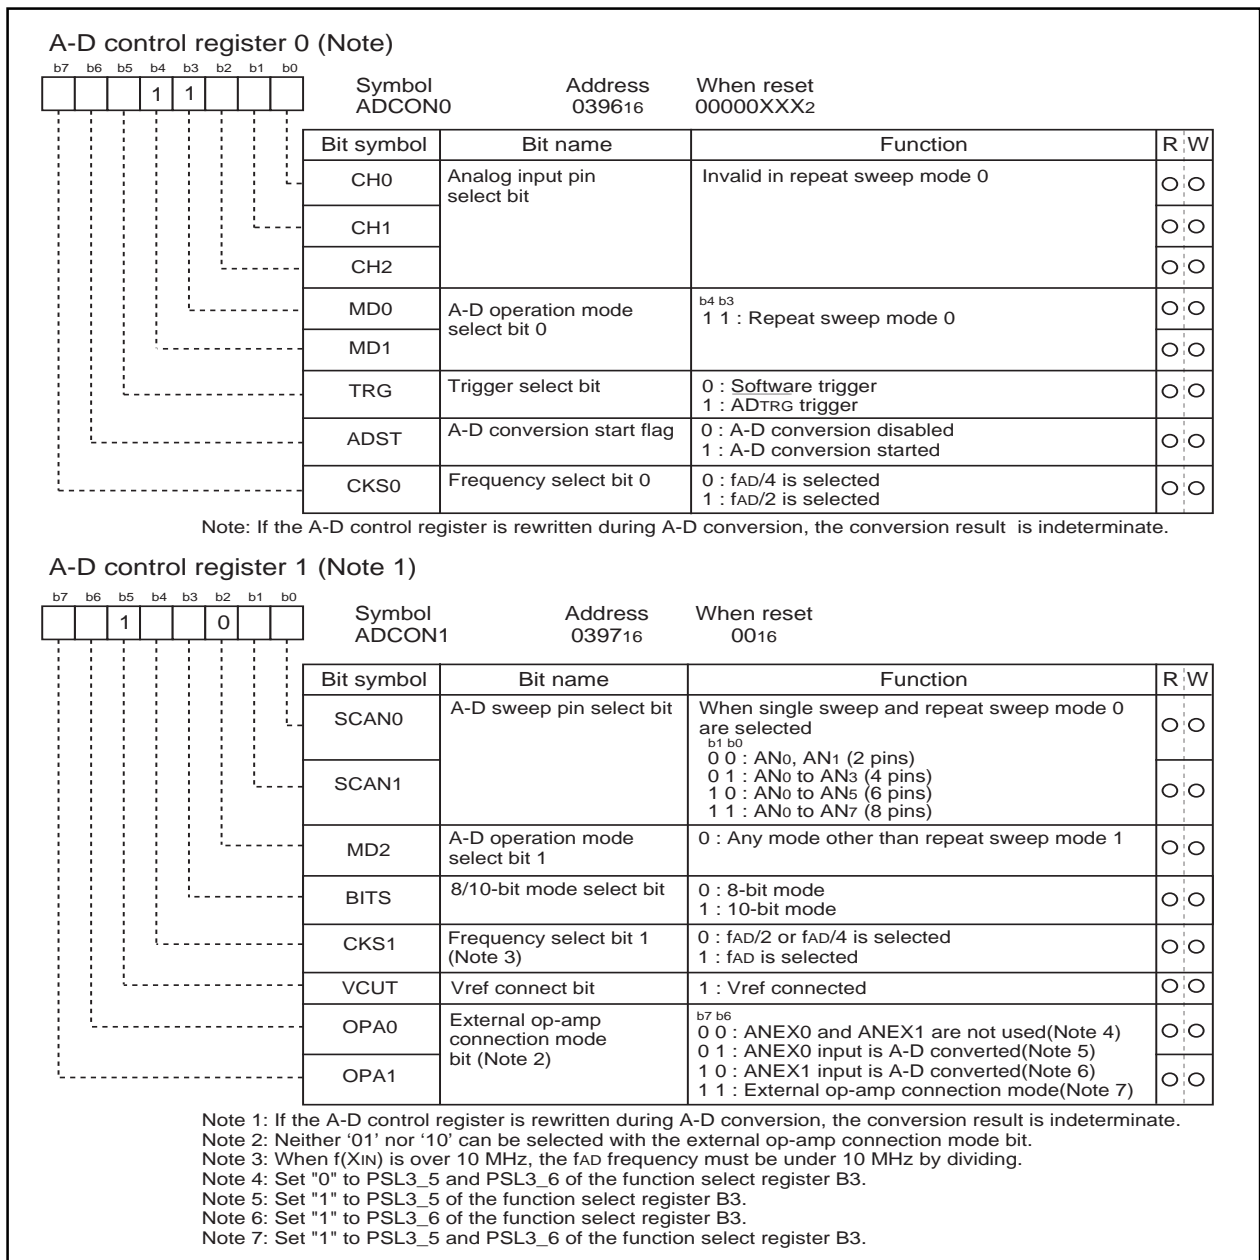 A-D control register 0 (Note)
b7 b6 b5 b4 b3 b2 b1 b0
1 1
Symbol Address When reset
ADCON0 039616 00000XXX2
Bit symbol Bit name Function R W
CH0 Analog input pin select bit Invalid in repeat sweep mode 0
CH1
CH2
MD0 A-D operation mode select bit 0 b4 b3
1 1 : Repeat sweep mode 0
MD1
TRG Trigger select bit 0 : Software trigger
1 : ADTRG trigger
ADST A-D conversion start flag 0 : A-D conversion disabled
1 : A-D conversion started
CKS0 Frequency select bit 0 0 : fAD/4 is selected
1 : fAD/2 is selected
Note: If the A-D control register is rewritten during A-D conversion, the conversion result is indeterminate.
A-D control register 1 (Note 1)
b7 b6 b5 b4 b3 b2 b1 b0
1 0
Symbol Address When reset
ADCON1 039716 0016
Bit symbol Bit name Function R W
SCAN0 A-D sweep pin select bit When single sweep and repeat sweep mode 0
are selected
b1 b0
0 0 : AN0, AN1 (2 pins)
SCAN1 0 1 : AN0 to AN3 (4 pins)
1 0 : AN0 to AN5 (6 pins)
1 1 : AN0 to AN7 (8 pins)
MD2 A-D operation mode select bit 1 0 : Any mode other than repeat sweep mode 1
BITS 8/10-bit mode select bit 0 : 8-bit mode
1 : 10-bit mode
CKS1 Frequency select bit 1 (Note 3) 0 : fAD/2 or fAD/4 is selected
1 : fAD is selected
VCUT Vref connect bit 1 : Vref connected
OPA0 External op-amp connection mode bit (Note 2) b7 b6
0 0 : ANEX0 and ANEX1 are not used(Note 4)
0 1 : ANEX0 input is A-D converted(Note 5)
OPA1 1 0 : ANEX1 input is A-D converted(Note 6)
1 1 : External op-amp connection mode(Note 7)
Note 1: If the A-D control register is rewritten during A-D conversion, the conversion result is indeterminate.
Note 2: Neither ‘01’ nor ‘10’ can be selected with the external op-amp connection mode bit.
Note 3: When f(XIN) is over 10 MHz, the fAD frequency must be under 10 MHz by dividing.
Note 4: Set "0" to PSL3_5 and PSL3_6 of the function select register B3.
Note 5: Set "1" to PSL3_5 of the function select register B3.
Note 6: Set "1" to PSL3_6 of the function select register B3.
Note 7: Set "1" to PSL3_5 and PSL3_6 of the function select register B3.